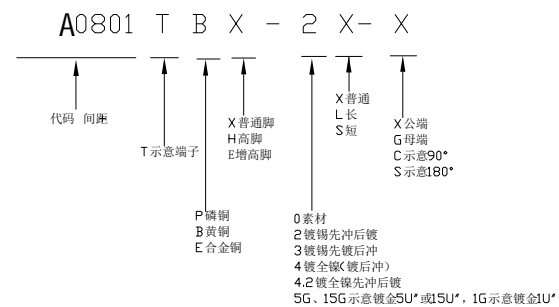 A0801 T B X - 2 X - X
代码 间距
T示意端子
X普通脚
H高脚
E增高脚
X普通
L长
S短
X公端
G母端
C示意90°
S示意180°
P磷铜
B黄铜
E合金铜
0素材
2镀锡先冲后镀
3镀锡先镀后冲
4镀全镍(镀后冲)
4.2镀全镍先冲后镀
5G、15G示意镀金5U"或15U", 1G示意镀金1U"